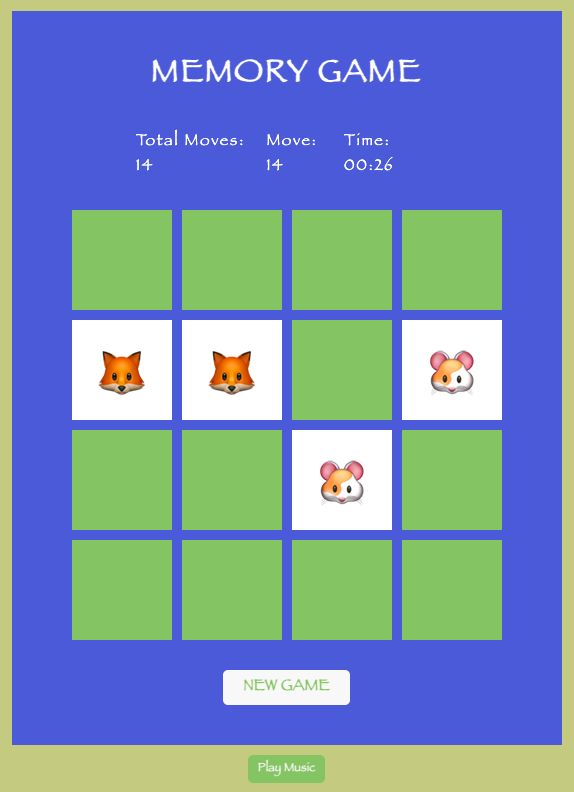 MEMORY GAME
Total Moves: Move: Time:
14 14 00:26
NEW GAME
Play Music